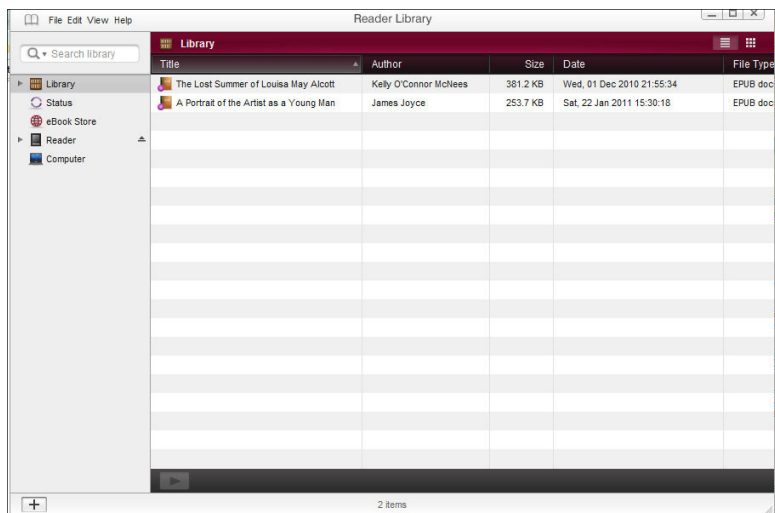 Reader Library
File Edit View Help
Search library
Library
Status
eBook Store
Reader
Computer
Library
Title Author Size Date File Type
The Lost Summer of Louisa May Alcott Kelly O'Connor McNees 381.2 KB Wed, 01 Dec 2010 21:55:34 EPUB doc
A Portrait of the Artist as a Young Man James Joyce 253.7 KB Sat, 22 Jan 2011 15:30:18 EPUB doc
2 items